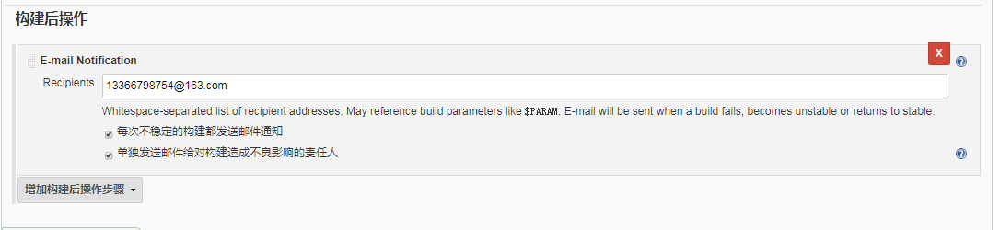 构建后操作
E-mail Notification
X
Recipients
13366798754@163.com
Whitespace-separated list of recipient addresses. May reference build parameters like $PARAM. E-mail will be sent when a build fails, becomes unstable or returns to stable.
每次不稳定的构建都发送邮件通知
单独发送邮件给对构建造成不良影响的责任人
增加构建后操作步骤